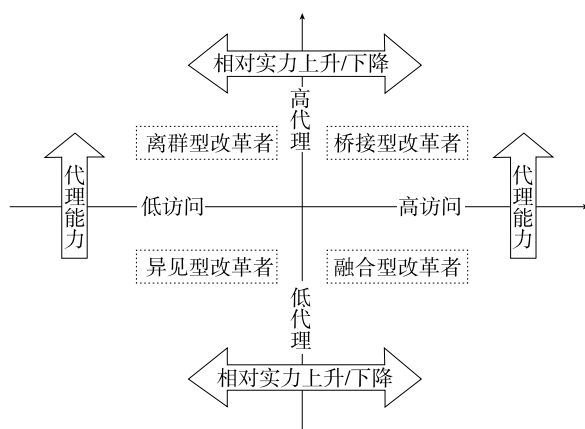 相对实力上升/下降
高代理
离群型改革者
桥接型改革者
代理能力
低访问
高访问
代理能力
异见型改革者
融合型改革者
低代理
相对实力上升/下降